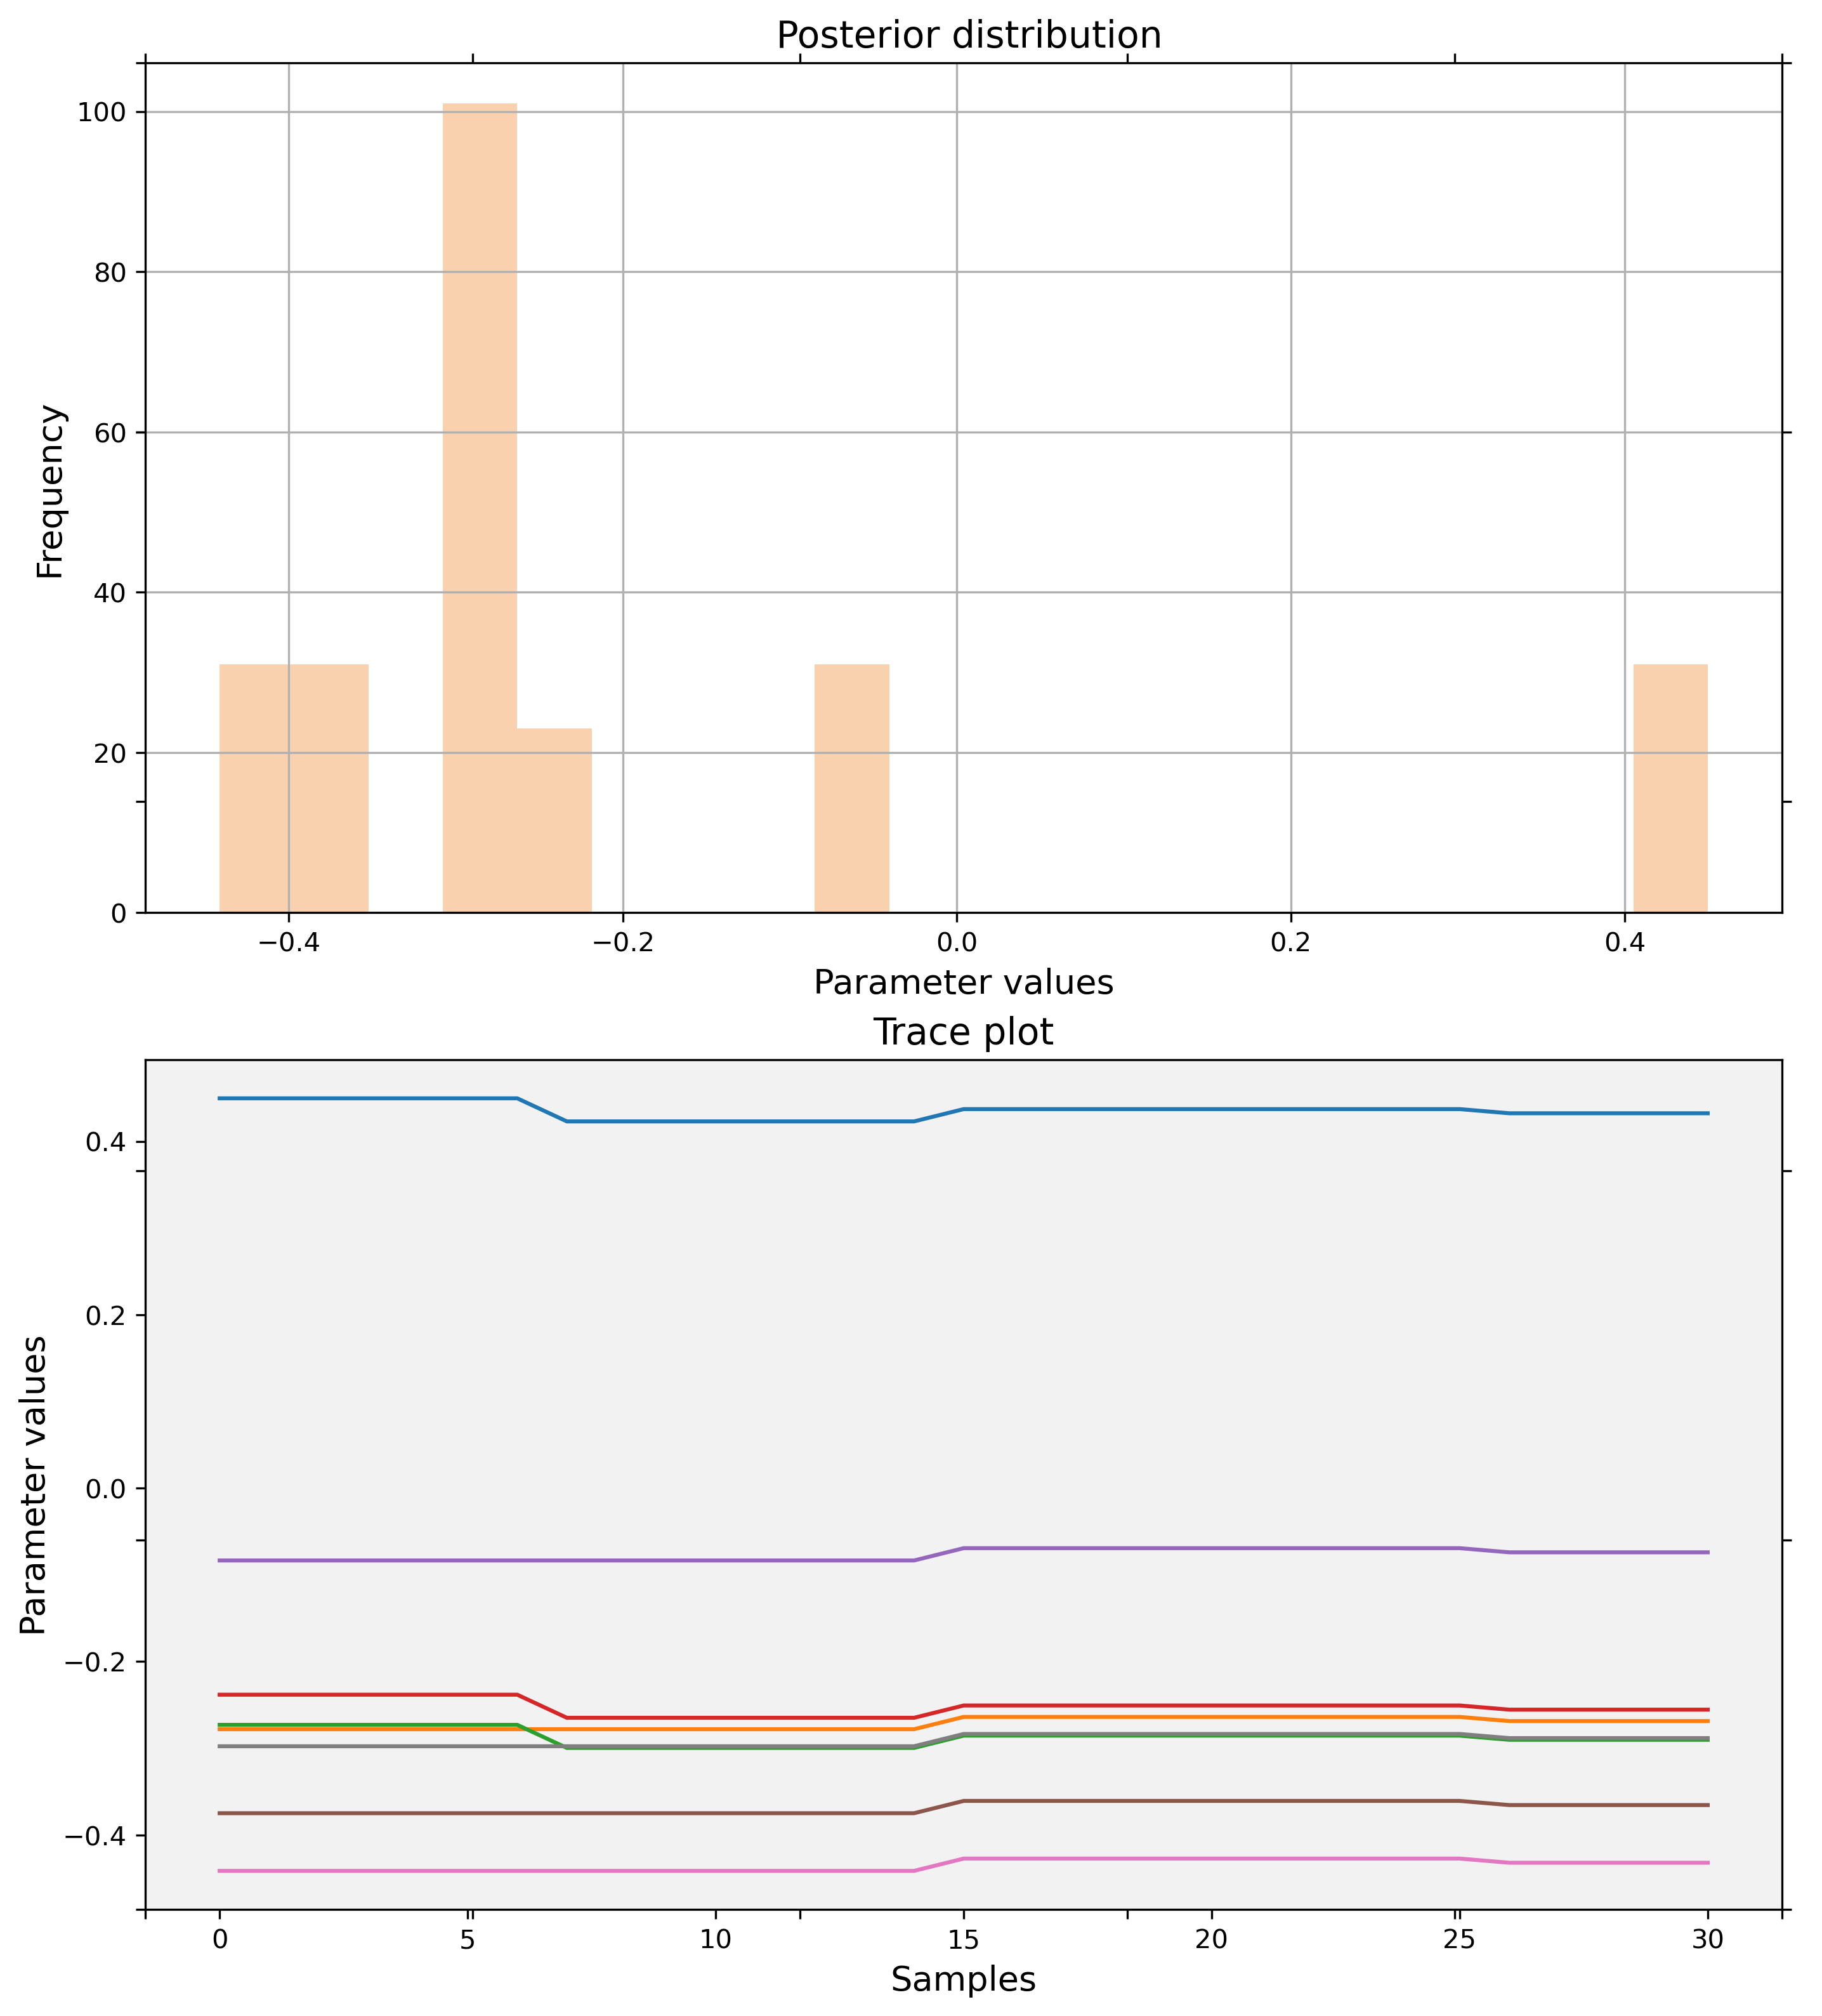 Posterior distribution
100
80
60
40
20
0
Frequency
−0.4 −0.2 0.0 0.2 0.4
Parameter values
Trace plot
0.4
0.2
0.0
−0.2
−0.4
Parameter values
0 5 10 15 20 25 30
Samples